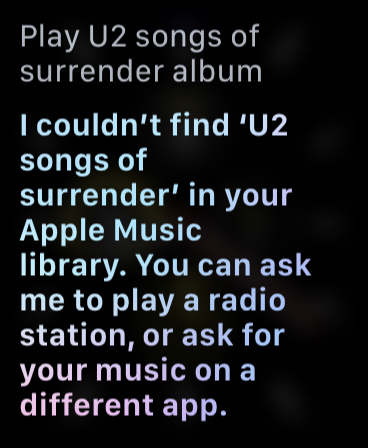 Play U2 songs of
surrender album
I couldn’t find ‘U2
songs of
surrender’ in your
Apple Music
library. You can ask
me to play a radio
station, or ask for
your music on a
different app.